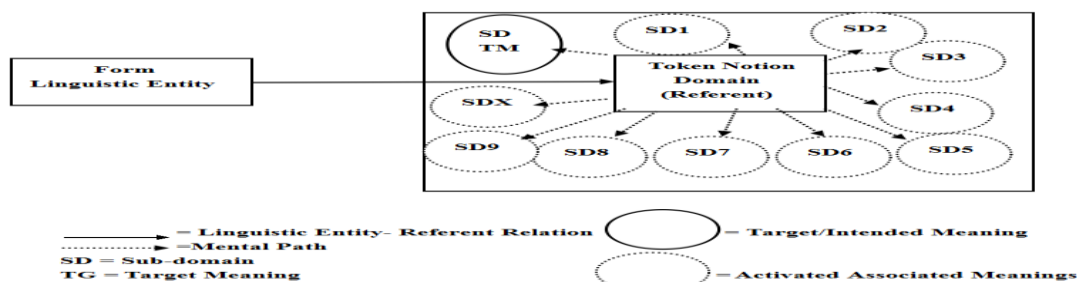 SD
TM
SD1
SD2
SD3
Form
Linguistic Entity
Token Notion
Domain
(Referent)
SDX
SD4
SD9
SD8
SD7
SD6
SD5
= Linguistic Entity- Referent Relation
= Target/Intended Meaning
=Mental Path
SD = Sub-domain
TG = Target Meaning
=Activated Associated Meanings